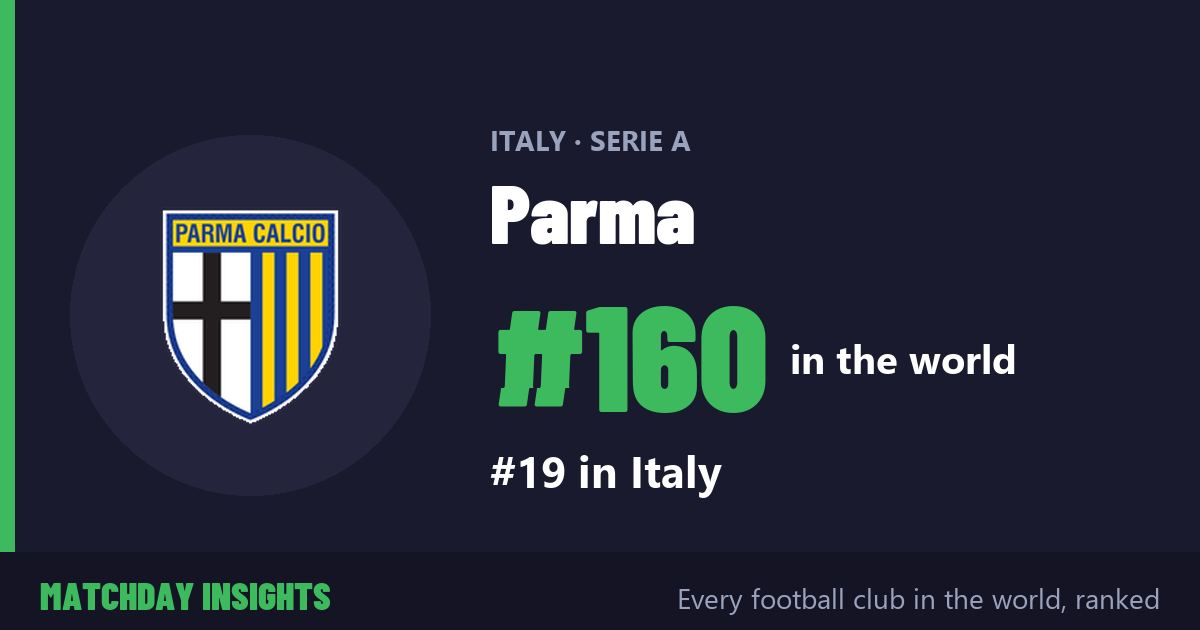 ITALY · SERIE A
Parma
PARMA CALCIO
#160 in the world
#19 in Italy
MATCHDAY INSIGHTS
Every football club in the world, ranked